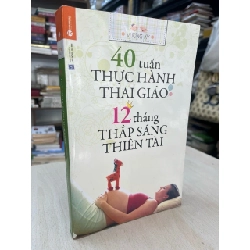 40 tuần
THỰC HÀNH
THAI GIÁO
12 tháng
THẮP SÁNG
THIÊN TÀI